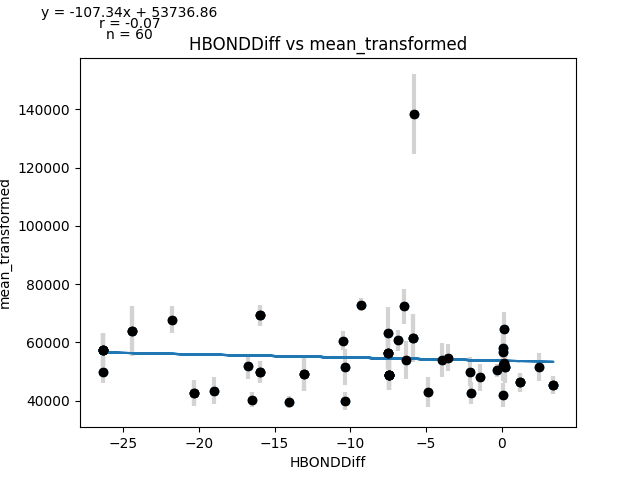 y = -107.34x + 53736.86
r = -0.07
n = 60
HBONDDiff vs mean_transformed
140000
120000
100000
80000
60000
40000
mean_transformed
−25
−20
−15
−10
−5
0
HBONDDiff